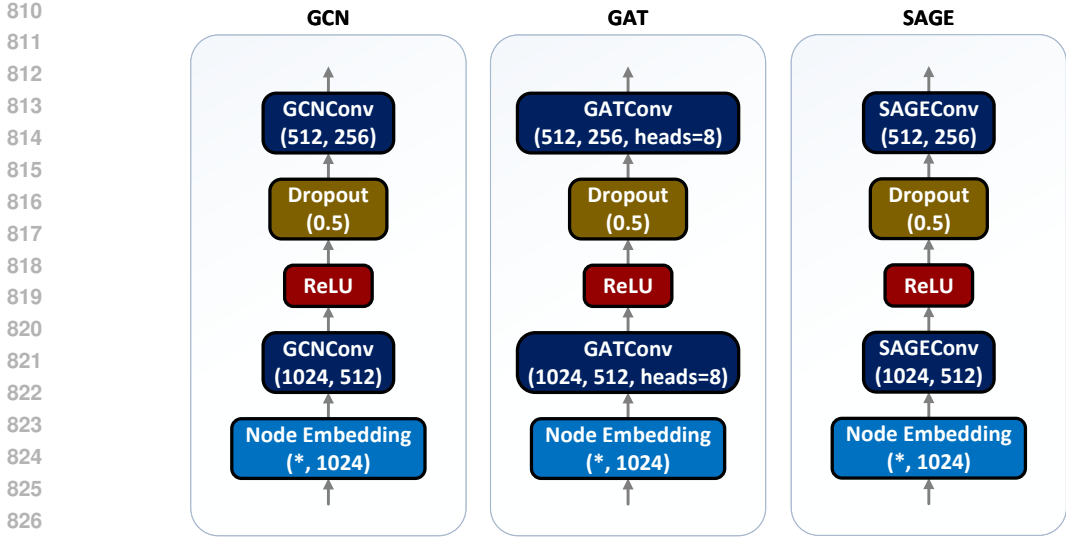 810
811
812
813
814
815
816
817
818
819
820
821
822
823
824
825
826
GCN
GCNConv
(512, 256)
Dropout
(0.5)
ReLU
GCNConv
(1024, 512)
Node Embedding
(*, 1024)
GAT
GATConv
(512, 256, heads=8)
Dropout
(0.5)
ReLU
GATConv
(1024, 512, heads=8)
Node Embedding
(*, 1024)
SAGE
SAGEConv
(512, 256)
Dropout
(0.5)
ReLU
SAGEConv
(1024, 512)
Node Embedding
(*, 1024)